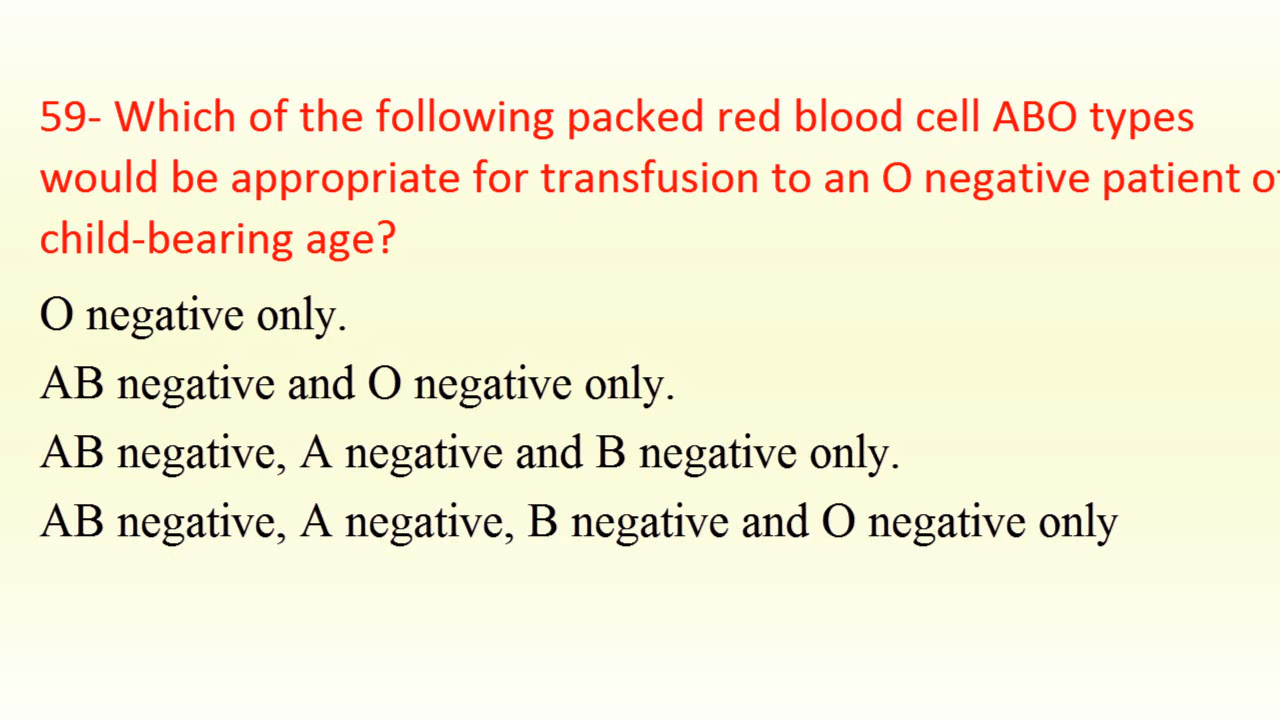 59- Which of the following packed red blood cell ABO types
would be appropriate for transfusion to an O negative patient of
child-bearing age?
O negative only.
AB negative and O negative only.
AB negative, A negative and B negative only.
AB negative, A negative, B negative and O negative only